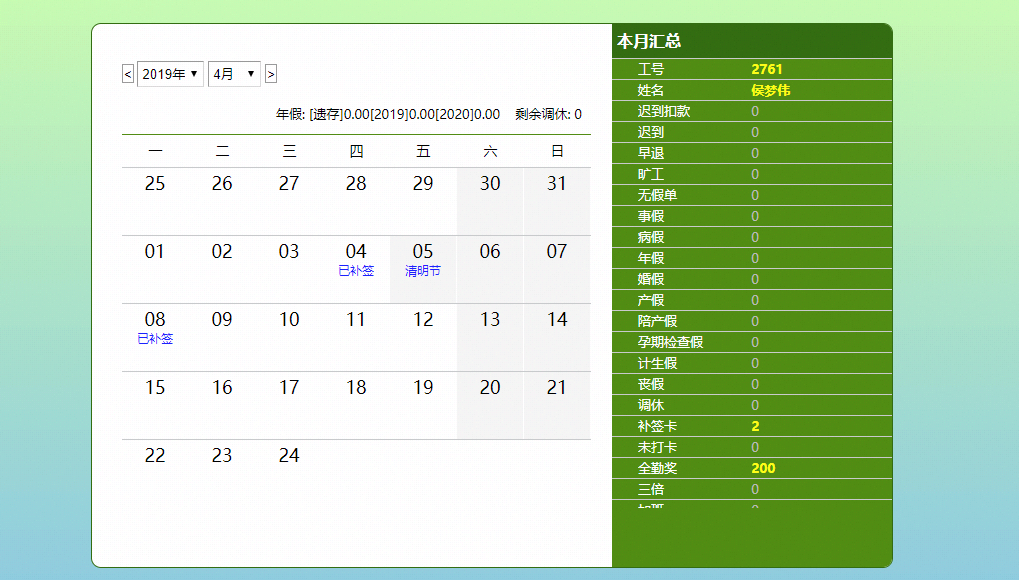 < 2019年 ▼ 4月 ▼ >
年假: [遗存]0.00[2019]0.00[2020]0.00 剩余调休: 0
一 二 三 四 五 六 日
25 26 27 28 29 30 31
01 02 03 04 05 06 07
已补签 清明节
08 09 10 11 12 13 14
已补签
15 16 17 18 19 20 21
22 23 24
本月汇总
工号 2761
姓名 侯梦伟
迟到扣款 0
迟到 0
早退 0
旷工 0
无假单 0
事假 0
病假 0
年假 0
婚假 0
产假 0
陪产假 0
孕期检查假 0
计生假 0
丧假 0
调休 0
补签卡 2
未打卡 0
全勤奖 200
三倍 0